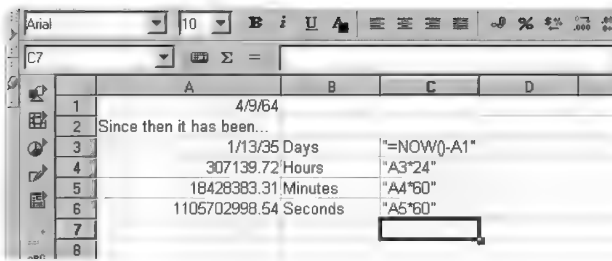 Arial 10 B i U A % $% .000
C7 Σ =
A B C D
1 4/9/64
2 Since then it has been...
3 1/13/35 Days "=NOW()-A1"
4 307139.72 Hours "A3*24"
5 18428383.31 Minutes "A4*60"
6 1105702998.54 Seconds "A5*60"
7
8